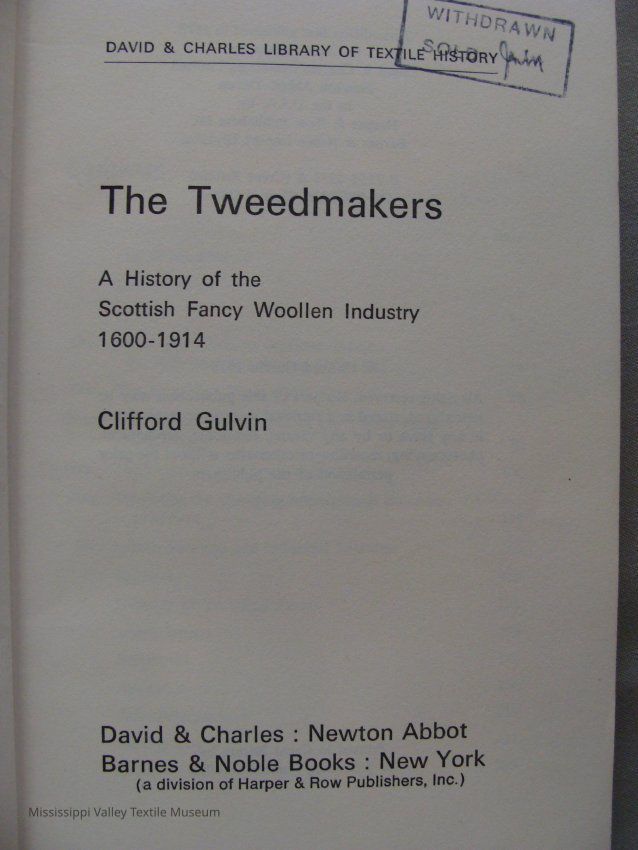 WITHDRAWN
SOLD
DAVID & CHARLES LIBRARY OF TEXTILE HISTORY
The Tweedmakers
A History of the
Scottish Fancy Woollen Industry
1600-1914
Clifford Gulvin
David & Charles : Newton Abbot
Barnes & Noble Books : New York
(a division of Harper & Row Publishers, Inc.)
Mississippi Valley Textile Museum